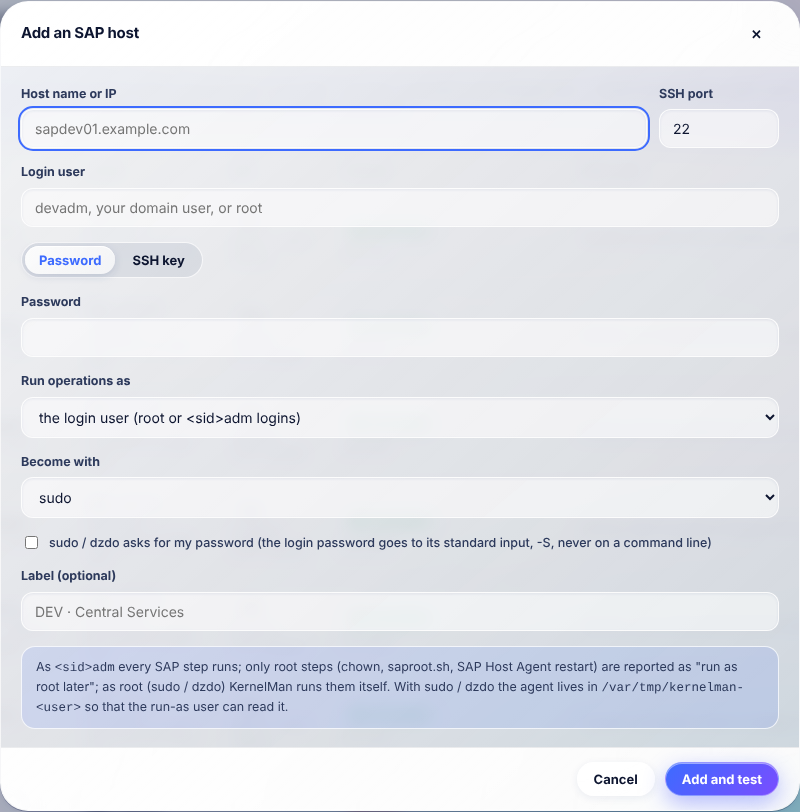 Add an SAP host
×
Host name or IP
SSH port
sapdev01.example.com
22
Login user
devadm, your domain user, or root
Password
SSH key
Password
Run operations as
the login user (root or <sid>adm logins)
Become with
sudo
sudo / dzdo asks for my password (the login password goes to its standard input, -S, never on a command line)
Label (optional)
DEV · Central Services
As <sid>adm every SAP step runs; only root steps (chown, saproot.sh, SAP Host Agent restart) are reported as "run as
root later"; as root (sudo / dzdo) KernelMan runs them itself. With sudo / dzdo the agent lives in /var/tmp/kernelman-
<user> so that the run-as user can read it.
Cancel
Add and test